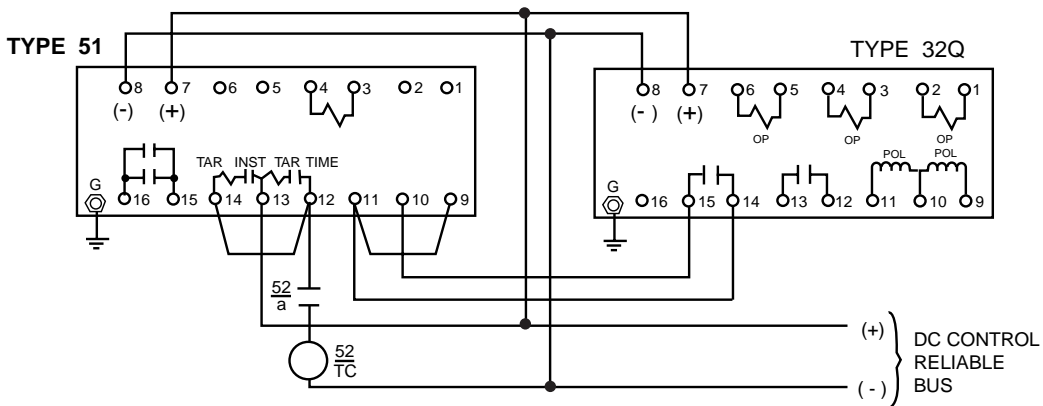 TYPE 51
TYPE 32Q
8 7 6 5 4 3 2 1
(-) (+)
8 7 6 5 4 3 2 1
(-) (+)
OP OP OP
TAR INST TAR TIME
POL POL
G
16 15 14 13 12 11 10 9
G
16 15 14 13 12 11 10 9
52
a
52
TC
(+)
DC CONTROL
RELIABLE
BUS
(-)